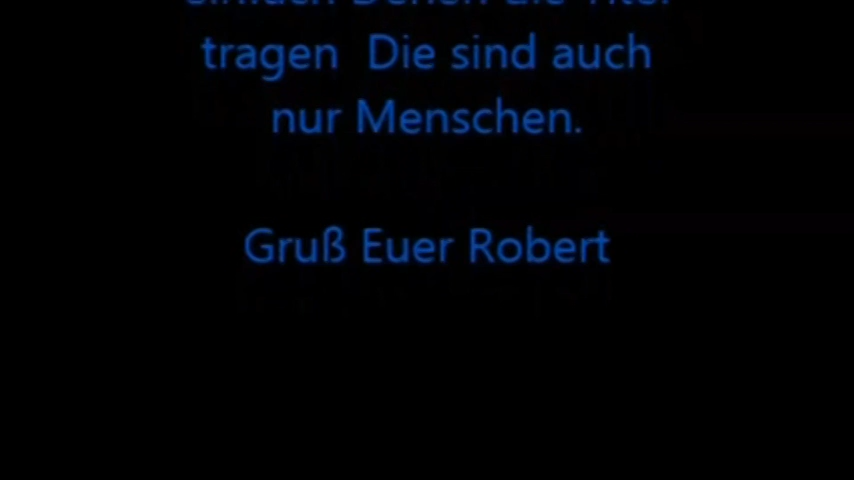 tragen  Die sind auch
nur Menschen.
Gruß Euer Robert